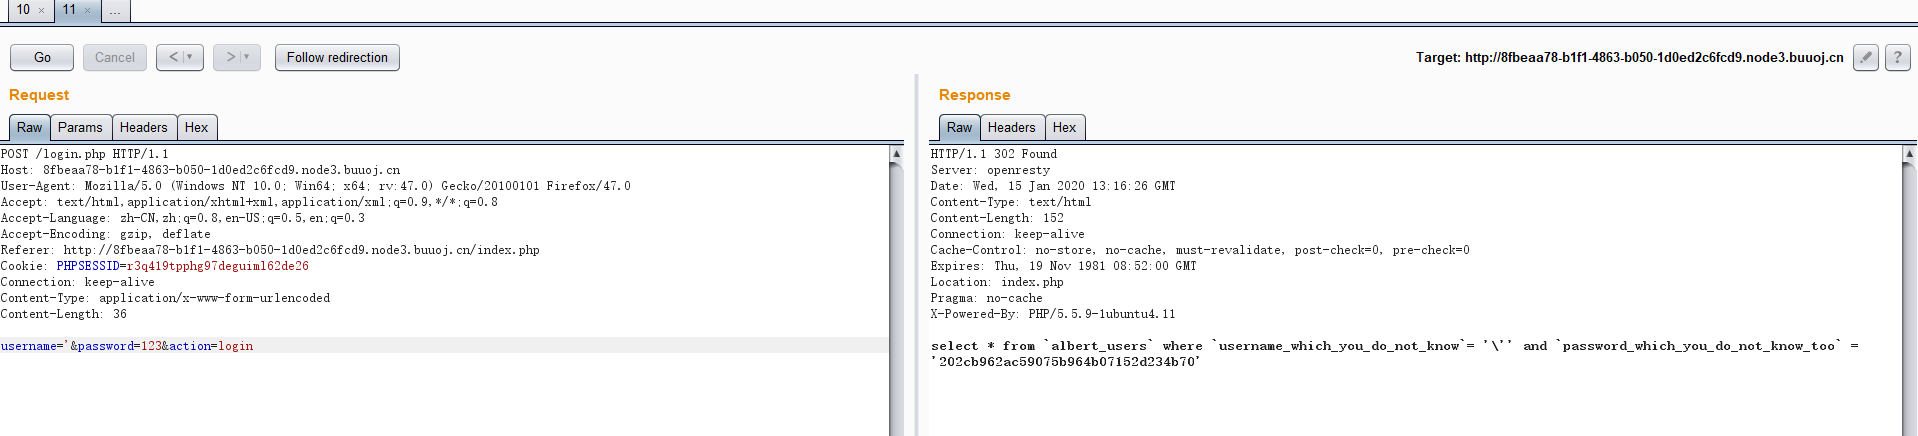 10 × 11 × ...
Go Cancel < > Follow redirection Target: http://8fbeaa78-b1f1-4863-b050-1d0ed2c6fcd9.node3.buuoj.cn ?
Request
Raw Params Headers Hex
POST /login.php HTTP/1.1
Host: 8fbeaa78-b1f1-4863-b050-1d0ed2c6fcd9.node3.buuoj.cn
User-Agent: Mozilla/5.0 (Windows NT 10.0; Win64; x64; rv:47.0) Gecko/20100101 Firefox/47.0
Accept: text/html,application/xhtml+xml,application/xml;q=0.9,*/*;q=0.8
Accept-Language: zh-CN,zh;q=0.8,en-US;q=0.5,en;q=0.3
Accept-Encoding: gzip, deflate
Referer: http://8fbeaa78-b1f1-4863-b050-1d0ed2c6fcd9.node3.buuoj.cn/index.php
Cookie: PHPSESSID=r3q419tpphg97deguiml62de26
Connection: keep-alive
Content-Type: application/x-www-form-urlencoded
Content-Length: 36
username='&password=123&action=login
Response
Raw Headers Hex
HTTP/1.1 302 Found
Server: openresty
Date: Wed, 15 Jan 2020 13:16:26 GMT
Content-Type: text/html
Content-Length: 152
Connection: keep-alive
Cache-Control: no-store, no-cache, must-revalidate, post-check=0, pre-check=0
Expires: Thu, 19 Nov 1981 08:52:00 GMT
Location: index.php
Pragma: no-cache
X-Powered-By: PHP/5.5.9-1ubuntu4.11
select * from `albert_users` where `username_which_you_do_not_know`= '\'' and `password_which_you_do_not_know_too` =
'202cb962ac59075b964b07152d234b70'